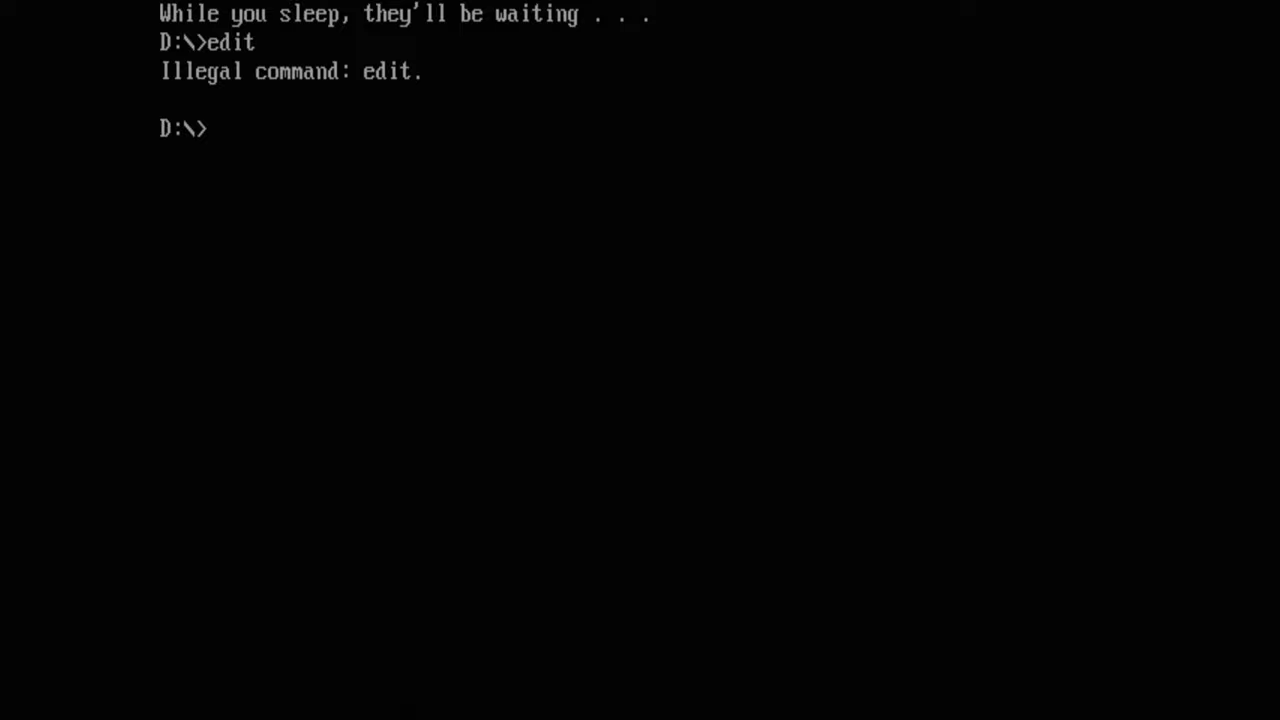 While you sleep, they'll be waiting . . .
D:\>edit
Illegal command: edit.
D:\>